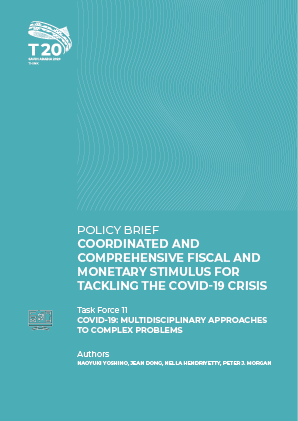 T20
SAUDI ARABIA 2020
THINK
POLICY BRIEF
COORDINATED AND
COMPREHENSIVE FISCAL AND
MONETARY STIMULUS FOR
TACKLING THE COVID-19 CRISIS
Task Force 11
COVID-19: MULTIDISCIPLINARY APPROACHES
TO COMPLEX PROBLEMS
Authors
NAOYUKI YOSHINO, JEAN DONG, NELLA HENDRIYETTY, PETER J. MORGAN